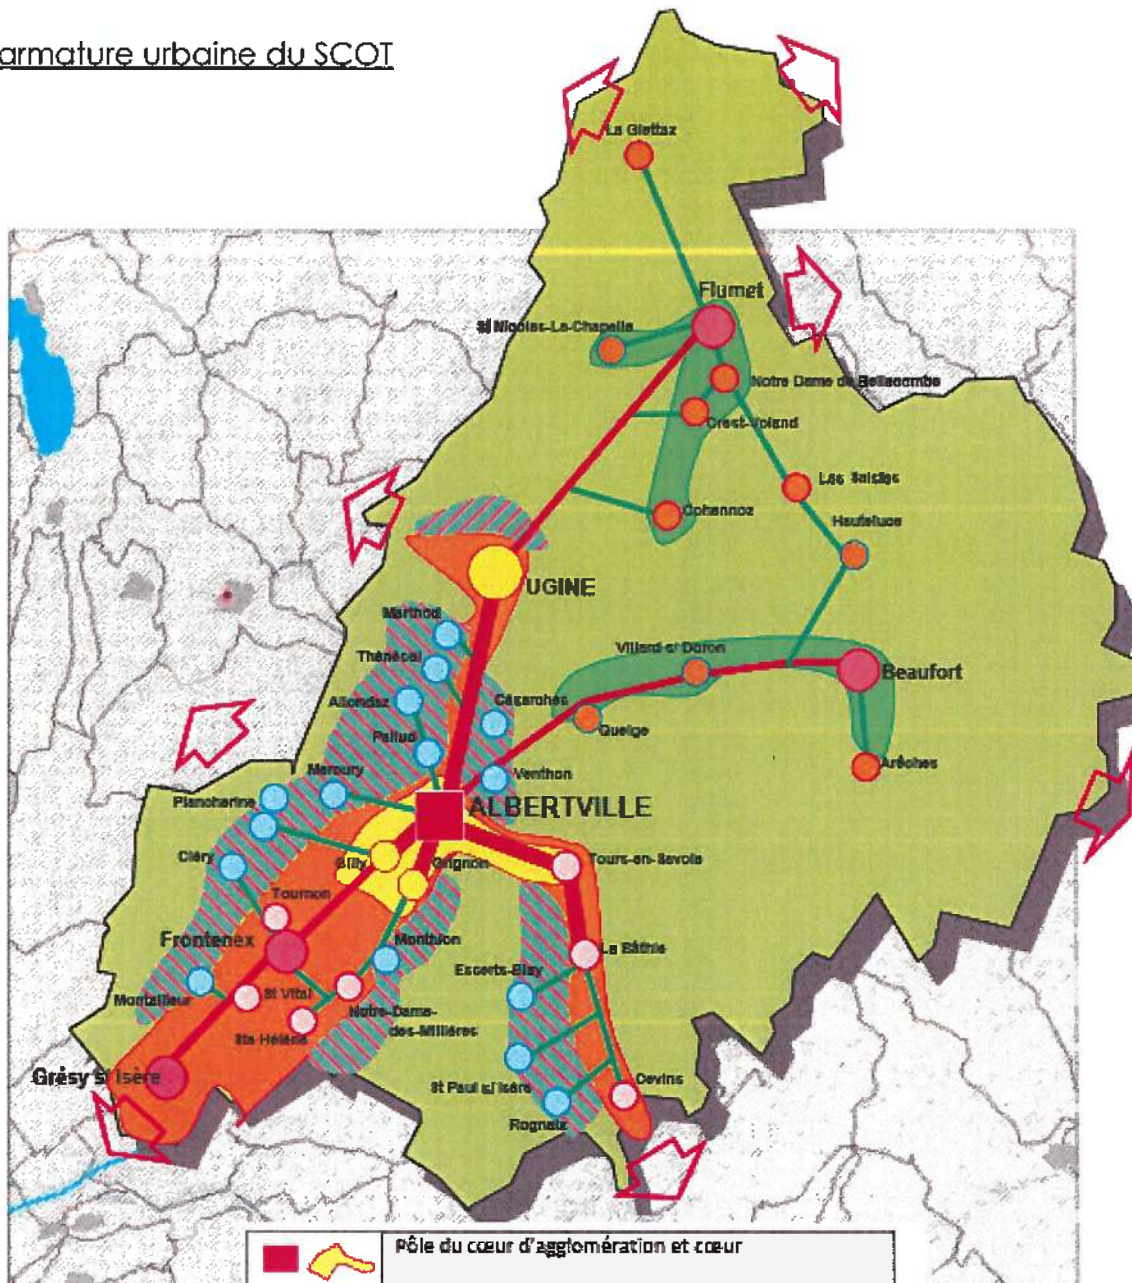 armature urbaine du SCOT
La Giettaz
Flumet
St Nicolas-La-Chapelle
Notre Dame de Bellecombe
Crest-Voland
Les Saisies
Cohennoz
Hauteluce
UGINE
Marthod
Thénésol
Villard s/ Doron
Beaufort
Allondaz
Césarches
Queige
Pallud
Arêches
Mercury
Venthon
Plancherine
ALBERTVILLE
Cléry
Gilly
Grignon
Tours-en-Savoie
Tournon
Frontenex
Monthion
La Bâthie
Esserts-Blay
Montailleur
St Vital
Notre-Dame-
des-Millières
Ste Hélène
Grésy s/ Isère
St Paul s/ Isère
Cevins
Rognaix
Pôle du cœur d'agglomération et cœur